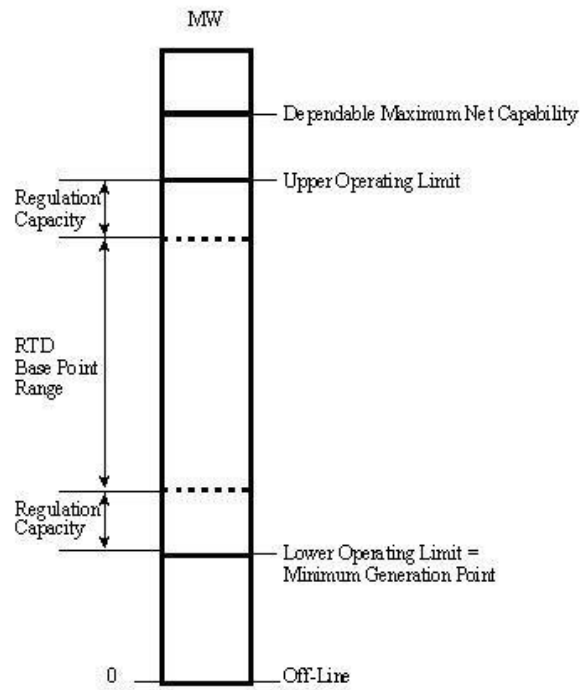 MW
Dependable Maximum Net Capability
Upper Operating Limit
Regulation
Capacity
RTD
Base Point
Range
Regulation
Capacity
Lower Operating Limit =
Minimum Generation Point
0
Off-Line